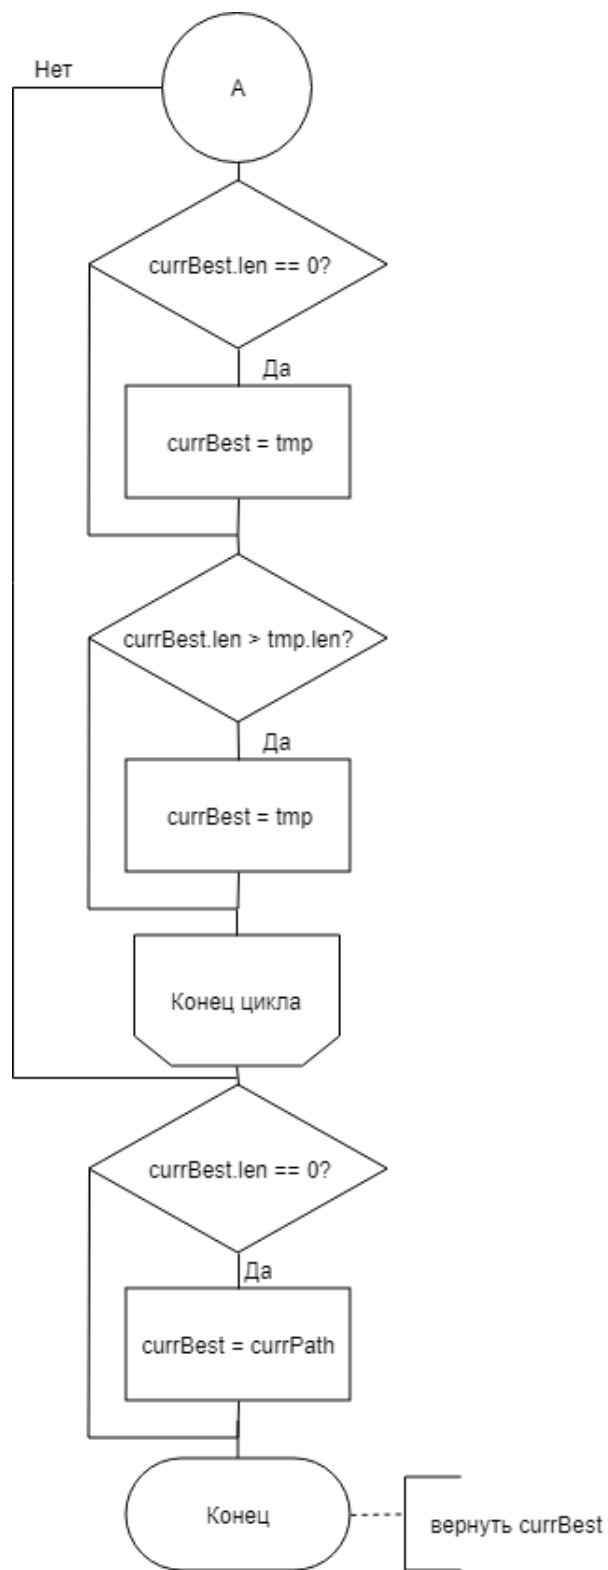 Нет
А
currBest.len == 0?
Да
currBest = tmp
currBest.len > tmp.len?
Да
currBest = tmp
Конец цикла
currBest.len == 0?
Да
currBest = currPath
Конец
вернуть currBest